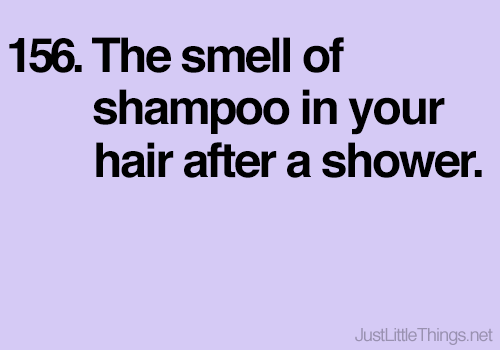 156. The smell of
shampoo in your
hair after a shower.
JustLittleThings.net